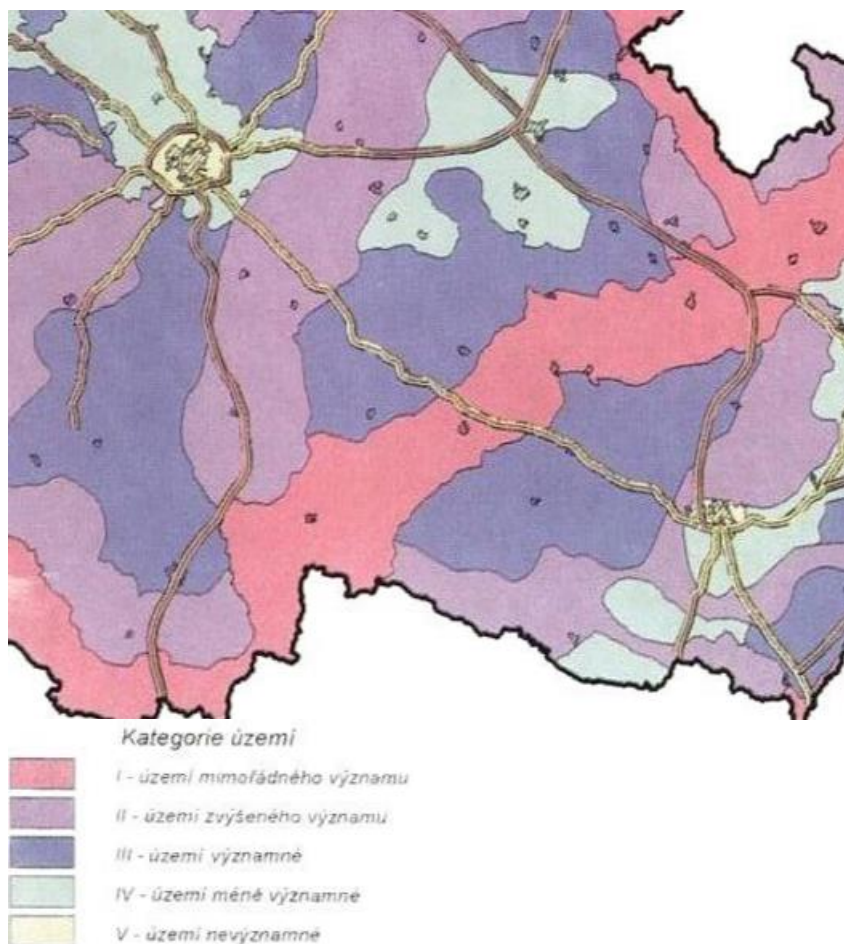 Kategorie území
I - území mimořádného významu
II - území zvýšeného významu
III - území významné
IV - území méně významné
V - území nevýznamné